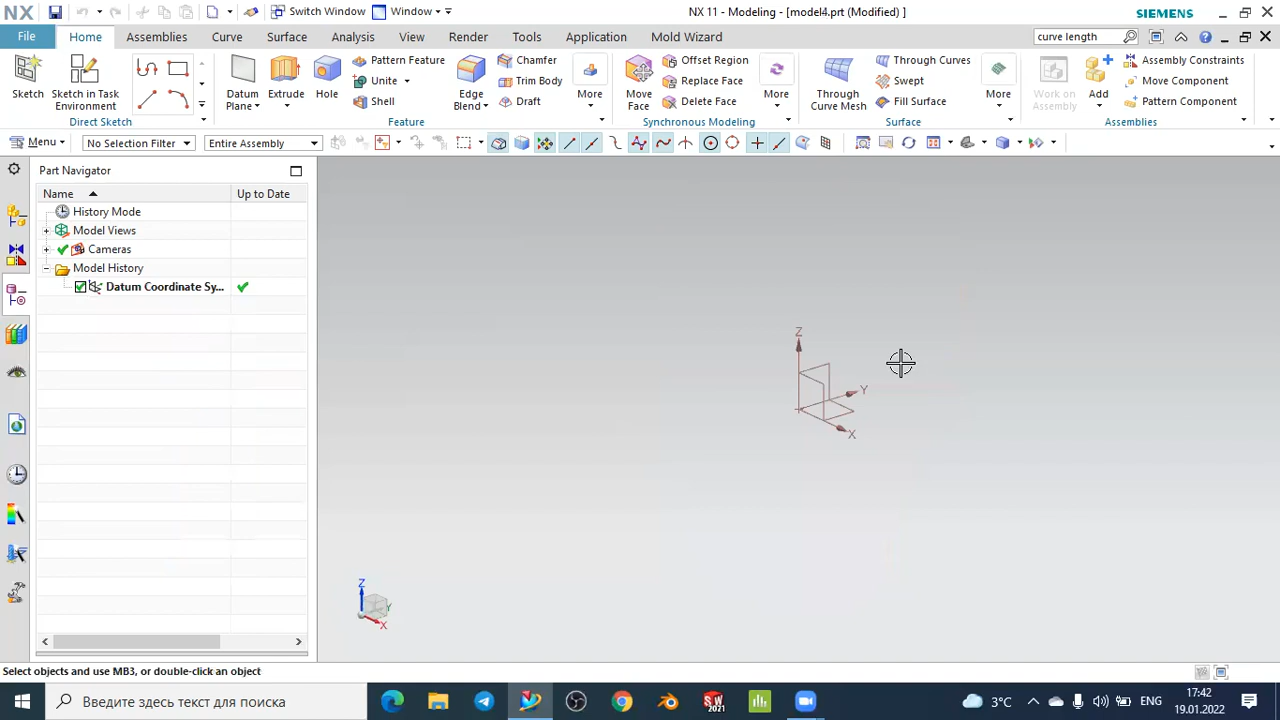 NX
Switch Window
Window
NX 11 - Modeling - [model4.prt (Modified) ]
SIEMENS
File
Home
Assemblies
Curve
Surface
Analysis
View
Render
Tools
Application
Mold Wizard
curve length
Sketch
Sketch in Task Environment
Direct Sketch
Datum Plane
Extrude
Hole
Pattern Feature
Unite
Shell
Edge Blend
Chamfer
Trim Body
Draft
More
Feature
Move Face
Offset Region
Replace Face
Delete Face
More
Synchronous Modeling
Through Curve Mesh
Through Curves
Swept
Fill Surface
More
Surface
Work on Assembly
Add
Assembly Constraints
Move Component
Pattern Component
Assemblies
Menu
No Selection Filter
Entire Assembly
Part Navigator
Name
Up to Date
History Mode
Model Views
Cameras
Model History
Datum Coordinate Sy...
Z
Y
X
Z
Y
X
Select objects and use MB3, or double-click an object
Введите здесь текст для поиска
SW
2021
3°C
ENG
17:42
19.01.2022